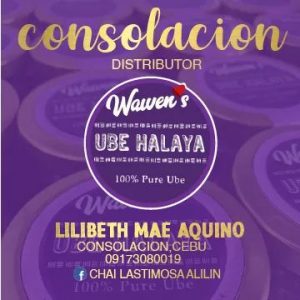 consolacion
DISTRIBUTOR
Wawen's
UBE HALAYA
100% Pure Ube
LILIBETH MAE AQUINO
CONSOLACION,CEBU
09173080019
f CHAI LASTIMOSA ALILIN